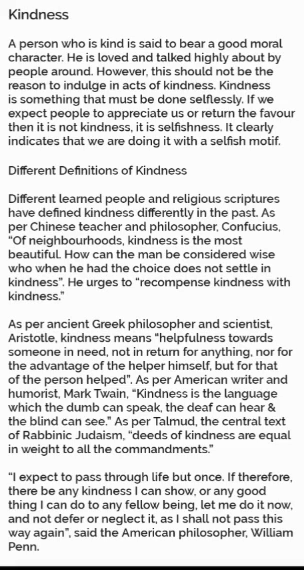 Kindness
A person who is kind is said to bear a good moral
character. He is loved and talked highly about by
people around. However, this should not be the
reason to indulge in acts of kindness. Kindness
is something that must be done selflessly. If we
expect people to appreciate us or return the favour
then it is not kindness, it is selfishness. It clearly
indicates that we are doing it with a selfish motif.
Different Definitions of Kindness
Different learned people and religious scriptures
have defined kindness differently in the past. As
per Chinese teacher and philosopher, Confucius,
“Of neighbourhoods, kindness is the most
beautiful. How can the man be considered wise
who when he had the choice does not settle in
kindness”. He urges to “recompense kindness with
kindness.”
As per ancient Greek philosopher and scientist,
Aristotle, kindness means “helpfulness towards
someone in need, not in return for anything, nor for
the advantage of the helper himself, but for that
of the person helped”. As per American writer and
humorist, Mark Twain, “Kindness is the language
which the dumb can speak, the deaf can hear &
the blind can see.” As per Talmud, the central text
of Rabbinic Judaism, “deeds of kindness are equal
in weight to all the commandments.”
“I expect to pass through life but once. If therefore,
there be any kindness I can show, or any good
thing I can do to any fellow being, let me do it now,
and not defer or neglect it, as I shall not pass this
way again”, said the American philosopher, William
Penn.